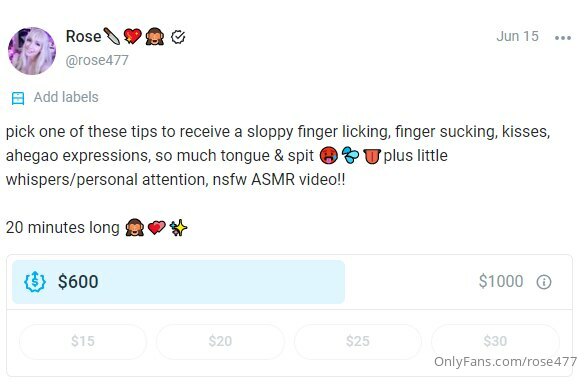 Rose🔪💖🙈
@rose477
Jun 15
Add labels
pick one of these tips to receive a sloppy finger licking, finger sucking, kisses,
ahegao expressions, so much tongue & spit 🥵💦👅plus little
whispers/personal attention, nsfw ASMR video!!
20 minutes long 🙈💕✨
$600
$1000
$15
$20
$25
$30
OnlyFans.com/rose477